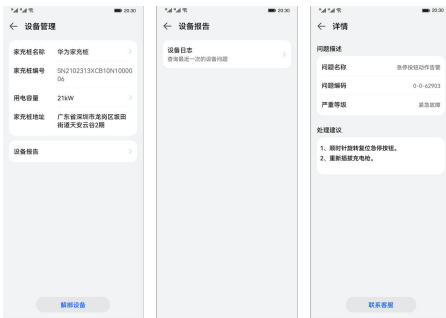 20:30
← 设备管理
家充桩名称 华为家充桩
家充桩编号 SN2102313XCB10N10000
06
用电容量 21kW
家充桩地址 广东省深圳市龙岗区坂田
街道天安云谷2期
设备报告
解绑设备
20:30
← 设备报告
设备日志
查询最近一次的设备问题
20:30
← 详情
问题描述
问题名称 急停按钮动作告警
问题编码 0-0-62903
严重等级 紧急故障
处理建议
1、顺时针旋转复位急停按钮。
2、重新插拔充电枪。
联系客服